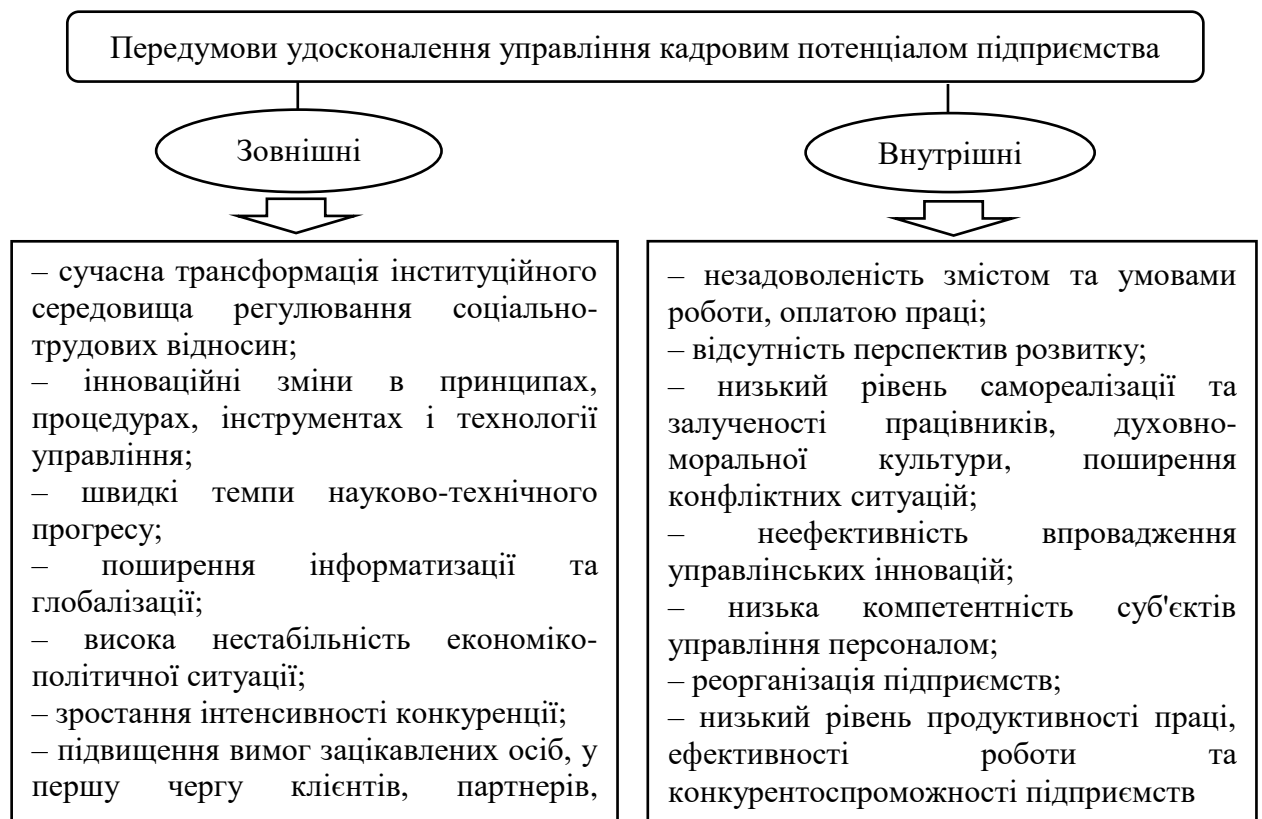 Передумови удосконалення управління кадровим потенціалом підприємства
Зовнішні
Внутрішні
– сучасна трансформація інституційного
середовища регулювання соціально-
трудових відносин;
– інноваційні зміни в принципах,
процедурах, інструментах і технології
управління;
– швидкі темпи науково-технічного
прогресу;
– поширення інформатизації та
глобалізації;
– висока нестабільність економіко-
політичної ситуації;
– зростання інтенсивності конкуренції;
– підвищення вимог зацікавлених осіб, у
першу чергу клієнтів, партнерів,
– незадоволеність змістом та умовами
роботи, оплатою праці;
– відсутність перспектив розвитку;
– низький рівень самореалізації та
залученості працівників, духовно-
моральної культури, поширення
конфліктних ситуацій;
– неефективність впровадження
управлінських інновацій;
– низька компетентність суб'єктів
управління персоналом;
– реорганізація підприємств;
– низький рівень продуктивності праці,
ефективності роботи та
конкурентоспроможності підприємств